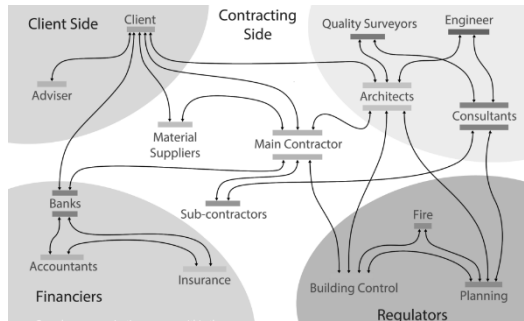 Client Side
Client
Contracting
Side
Quality Surveyors
Engineer
Adviser
Architects
Consultants
Material
Suppliers
Main Contractor
Banks
Sub-contractors
Fire
Accountants
Insurance
Building Control
Planning
Financiers
Regulators